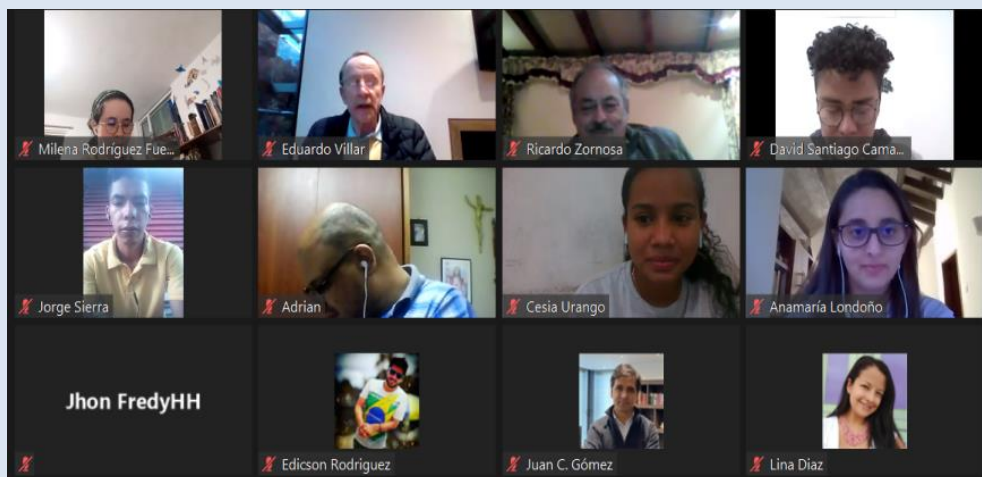 Milena Rodríguez Fue...
Eduardo Villar
Ricardo Zornosa
David Santiago Cama...
Jorge Sierra
Adrian
Cesia Urango
Anamaría Londoño
Jhon FredyHH
Edicson Rodriguez
Juan C. Gómez
Lina Diaz